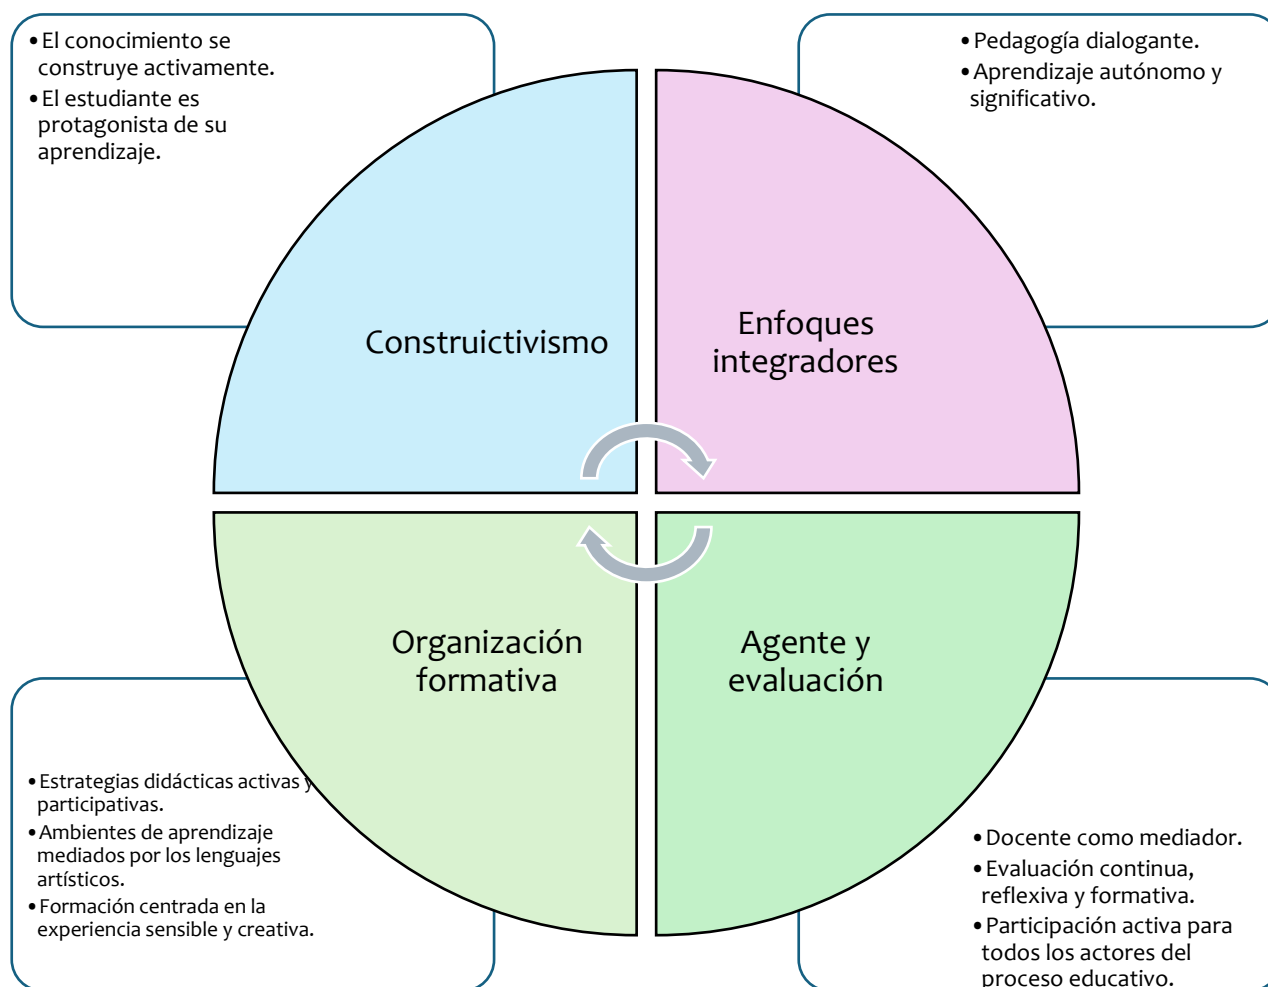 •El conocimiento se
construye activamente.
•El estudiante es
protagonista de su
aprendizaje.
•Pedagogía dialogante.
•Aprendizaje autónomo y
significativo.
Construictivismo
Enfoques
integradores
Organización
formativa
Agente y
evaluación
•Estrategias didácticas activas y
participativas.
•Ambientes de aprendizaje
mediados por los lenguajes
artísticos.
•Formación centrada en la
experiencia sensible y creativa.
•Docente como mediador.
•Evaluación continua,
reflexiva y formativa.
•Participación activa para
todos los actores del
proceso educativo.